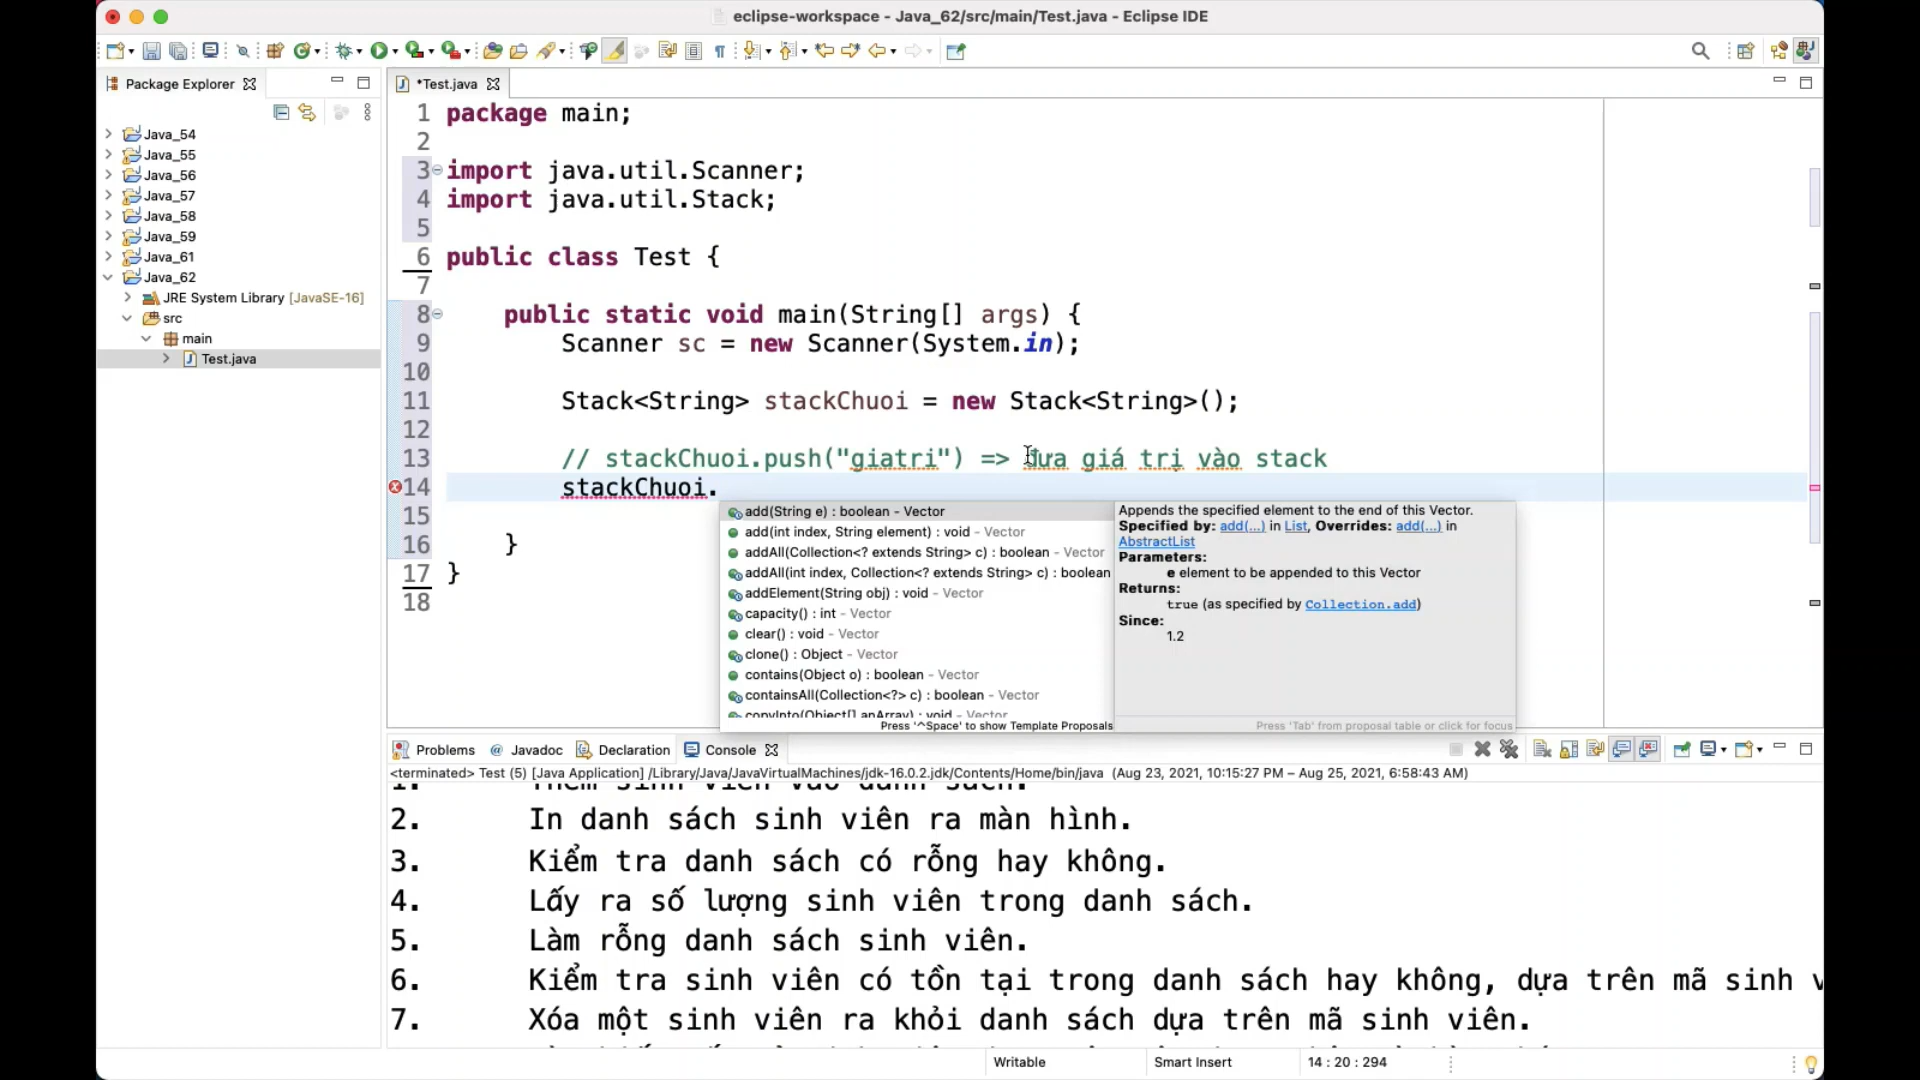 eclipse-workspace - Java_62/src/main/Test.java - Eclipse IDE
Package Explorer
*Test.java
Java_54
Java_55
Java_56
Java_57
Java_58
Java_59
Java_61
Java_62
JRE System Library [JavaSE-16]
src
main
Test.java
1 package main;
2
3 import java.util.Scanner;
4 import java.util.Stack;
5
6 public class Test {
7
8 public static void main(String[] args) {
9 Scanner sc = new Scanner(System.in);
10
11 Stack<String> stackChuoi = new Stack<String>();
12
13 // stackChuoi.push("giatri") => đưa giá trị vào stack
14 stackChuoi.
15
16 }
17 }
18
add(String e) : boolean - Vector
add(int index, String element) : void - Vector
addAll(Collection<? extends String> c) : boolean - Vector
addAll(int index, Collection<? extends String> c) : boolean
addElement(String obj) : void - Vector
capacity() : int - Vector
clear() : void - Vector
clone() : Object - Vector
contains(Object o) : boolean - Vector
containsAll(Collection<?> c) : boolean - Vector
copyInto(Object[] anArray) : void - Vector
Press '^Space' to show Template Proposals
Appends the specified element to the end of this Vector.
Specified by: add(...) in List, Overrides: add(...) in
AbstractList
Parameters:
e element to be appended to this Vector
Returns:
true (as specified by Collection.add)
Since:
1.2
Press 'Tab' from proposal table or click for focus
Problems @ Javadoc Declaration Console
<terminated> Test (5) [Java Application] /Library/Java/JavaVirtualMachines/jdk-16.0.2.jdk/Contents/Home/bin/java (Aug 23, 2021, 10:15:27 PM – Aug 25, 2021, 6:58:43 AM)
1. Thêm sinh viên vào danh sách.
2. In danh sách sinh viên ra màn hình.
3. Kiểm tra danh sách có rỗng hay không.
4. Lấy ra số lượng sinh viên trong danh sách.
5. Làm rỗng danh sách sinh viên.
6. Kiểm tra sinh viên có tồn tại trong danh sách hay không, dựa trên mã sinh v
7. Xóa một sinh viên ra khỏi danh sách dựa trên mã sinh viên.
Writable
Smart Insert
14 : 20 : 294